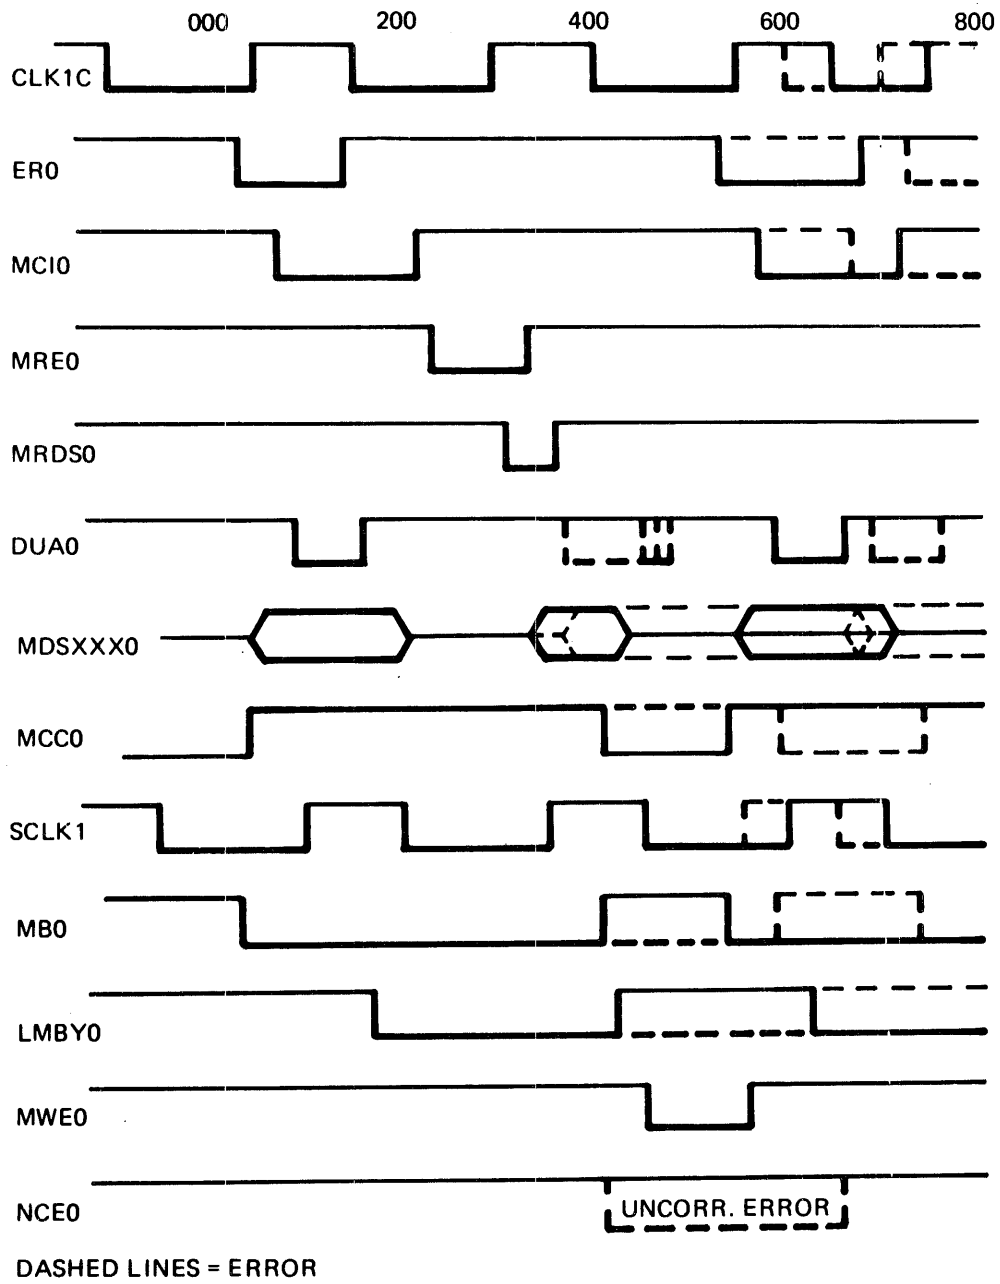 000 200 400 600 800
CLK1C
ER0
MCI0
MRE0
MRDS0
DUA0
MDSXXX0
MCC0
SCLK1
MB0
LMBY0
MWE0
NCE0
UNCORR. ERROR
DASHED LINES = ERROR